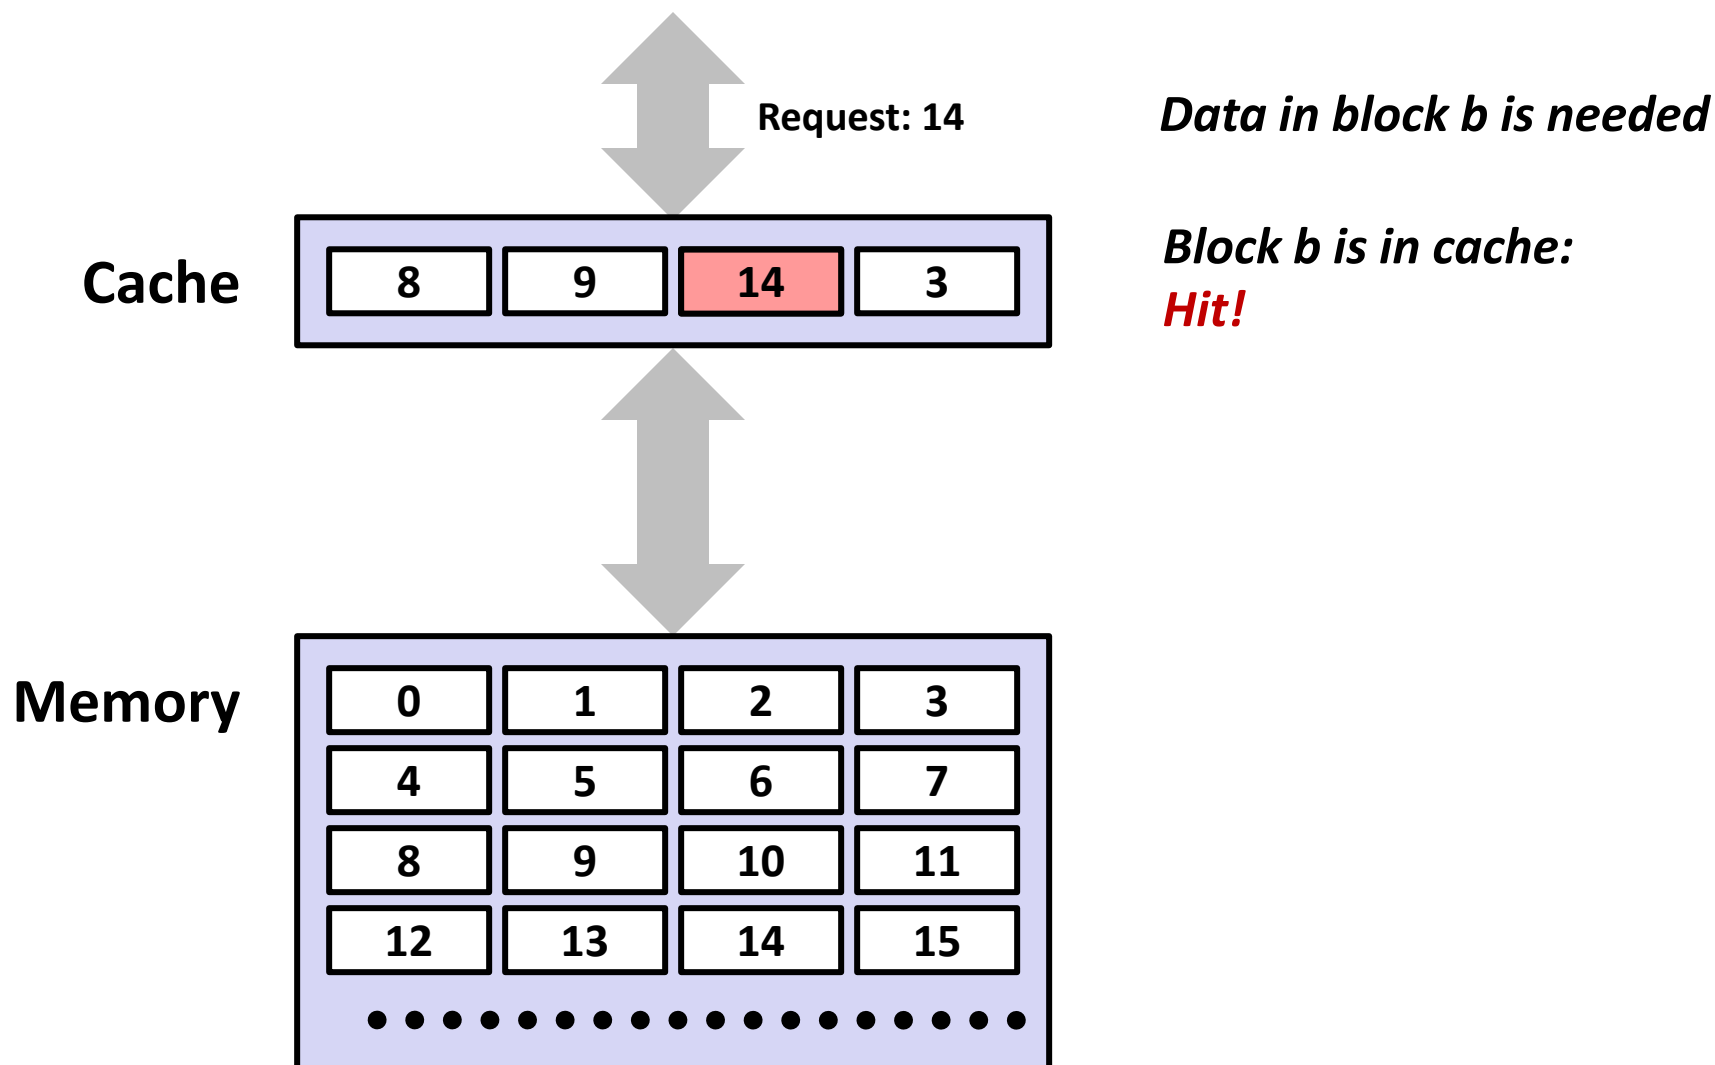 Request: 14
Data in block b is needed
Cache
8 9 14 3
Block b is in cache:
Hit!
Memory
0 1 2 3
4 5 6 7
8 9 10 11
12 13 14 15